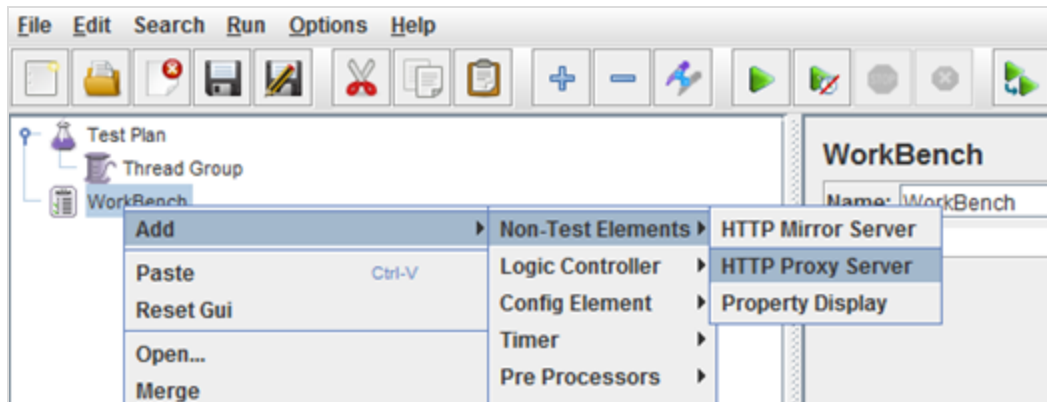 File Edit Search Run Options Help
Test Plan
Thread Group
WorkBench
WorkBench
Name: WorkBench
Add
Paste Ctrl-V
Reset Gui
Open...
Merge
Non-Test Elements
Logic Controller
Config Element
Timer
Pre Processors
HTTP Mirror Server
HTTP Proxy Server
Property Display